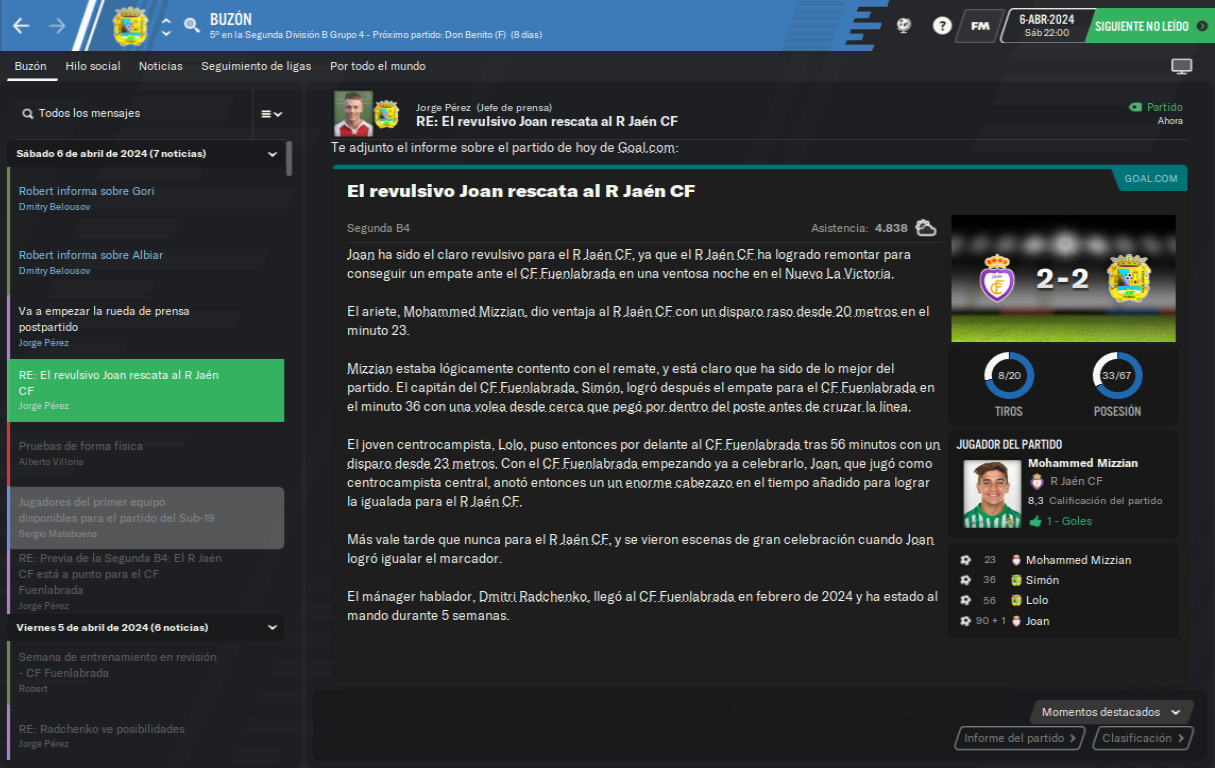 BUZÓN
5º en la Segunda División B Grupo 4 - Próximo partido: Don Benito (F) (8 días)
?
FM
6-ABR-2024
Sáb 22:00
SIGUIENTE NO LEÍDO
Buzón
Hilo social
Noticias
Seguimiento de ligas
Por todo el mundo
Todos los mensajes
Sábado 6 de abril de 2024 (7 noticias)
Robert informa sobre Gori
Dmitry Belousov
Robert informa sobre Albiar
Dmitry Belousov
Va a empezar la rueda de prensa
postpartido
Jorge Pérez
RE: El revulsivo Joan rescata al R Jaén
CF
Jorge Pérez
Pruebas de forma física
Alberto Villoria
Jugadores del primer equipo
disponibles para el partido del Sub-19
Sergio Matabuena
RE: Previa de la Segunda B4: El R Jaén
CF está a punto para el CF
Fuenlabrada
Jorge Pérez
Viernes 5 de abril de 2024 (6 noticias)
Semana de entrenamiento en revisión
- CF Fuenlabrada
Robert
RE: Radchenko ve posibilidades
Jorge Pérez
Jorge Pérez (Jefe de prensa)
RE: El revulsivo Joan rescata al R Jaén CF
Partido
Ahora
Te adjunto el informe sobre el partido de hoy de Goal.com:
GOAL.COM
El revulsivo Joan rescata al R Jaén CF
Segunda B4
Asistencia: 4.838
Joan ha sido el claro revulsivo para el R Jaén CF, ya que el R Jaén CF ha logrado remontar para
conseguir un empate ante el CF Fuenlabrada en una ventosa noche en el Nuevo La Victoria.
El ariete, Mohammed Mizzian, dio ventaja al R Jaén CF con un disparo raso desde 20 metros en el
minuto 23.
Mizzian estaba lógicamente contento con el remate, y está claro que ha sido de lo mejor del
partido. El capitán del CF Fuenlabrada, Simón, logró después el empate para el CF Fuenlabrada en
el minuto 36 con una volea desde cerca que pegó por dentro del poste antes de cruzar la línea.
El joven centrocampista, Lolo, puso entonces por delante al CF Fuenlabrada tras 56 minutos con un
disparo desde 23 metros. Con el CF Fuenlabrada empezando ya a celebrarlo, Joan, que jugó como
centrocampista central, anotó entonces un un enorme cabezazo en el tiempo añadido para lograr
la igualada para el R Jaén CF.
Más vale tarde que nunca para el R Jaén CF, y se vieron escenas de gran celebración cuando Joan
logró igualar el marcador.
El mánager hablador, Dmitri Radchenko, llegó al CF Fuenlabrada en febrero de 2024 y ha estado al
mando durante 5 semanas.
2-2
8/20
33/67
TIROS
POSESIÓN
JUGADOR DEL PARTIDO
Mohammed Mizzian
R Jaén CF
8,3 Calificación del partido
1 - Goles
23 Mohammed Mizzian
36 Simón
56 Lolo
90 + 1 Joan
Momentos destacados
Informe del partido
Clasificación